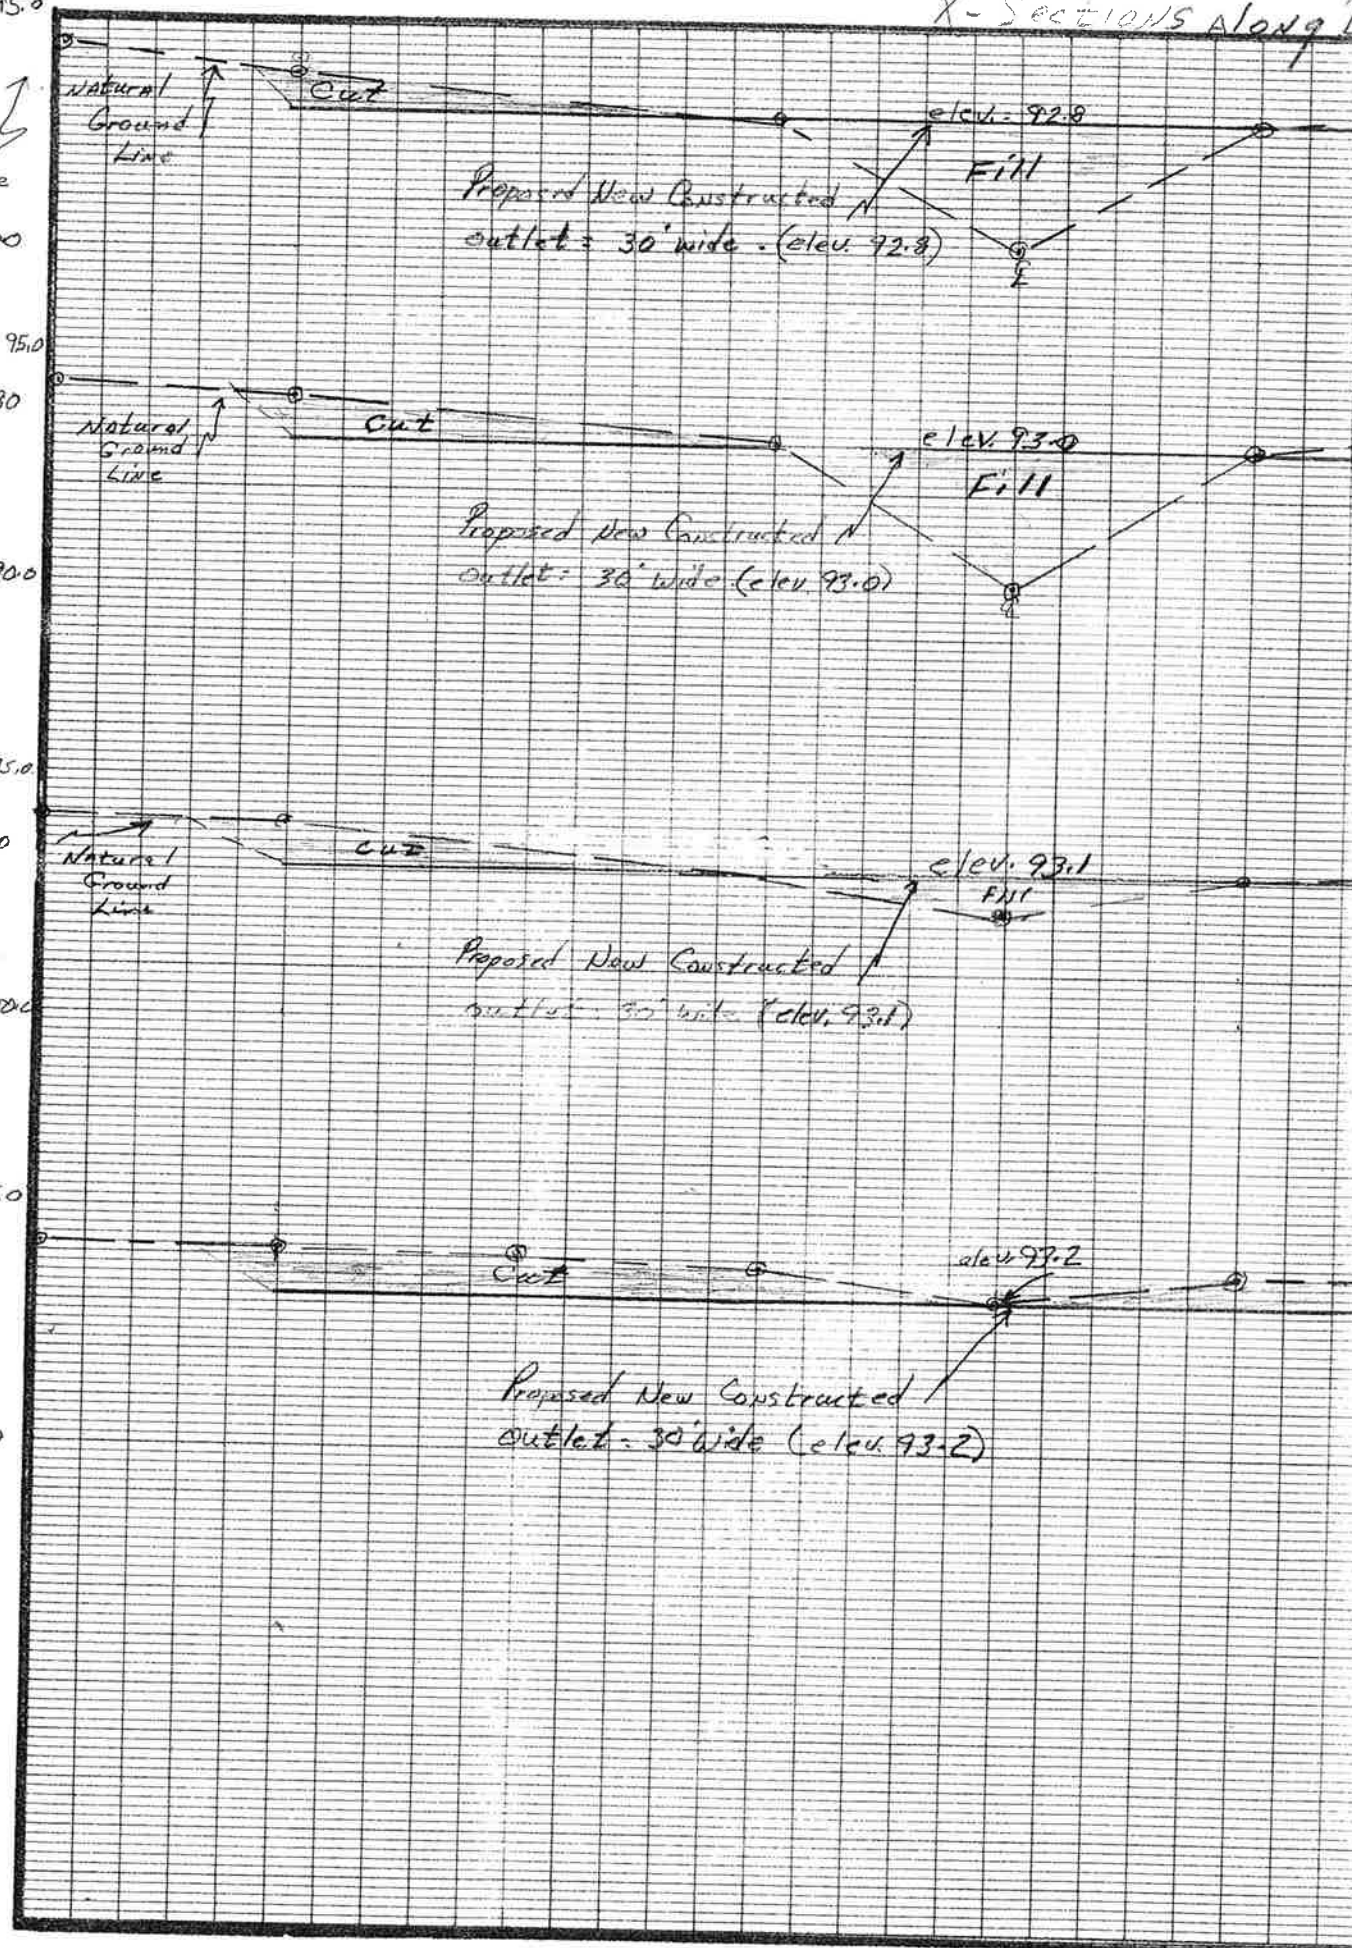 X-Sections Along
95.0
Natural
Ground
Line
Cut
elev. = 92.8
Fill
Proposed New Constructed
outlet = 30' wide. (elev. 92.8)
℄
95.0
Natural
Ground
Line
Cut
elev. 93.0
Fill
Proposed New Constructed
outlet = 30' wide (elev. 93.0)
90.0
℄
Natural
Ground
Line
Cut
elev. 93.1
Fill
Proposed New Constructed
outlet = 30' wide (elev. 93.1)
Cut
elev. 93.2
Proposed New Constructed
outlet = 30' wide (elev. 93.2)